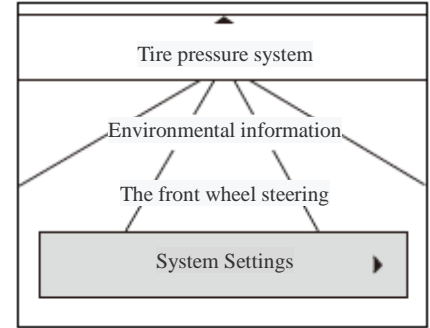 Tire pressure system
Environmental information
The front wheel steering
System Settings